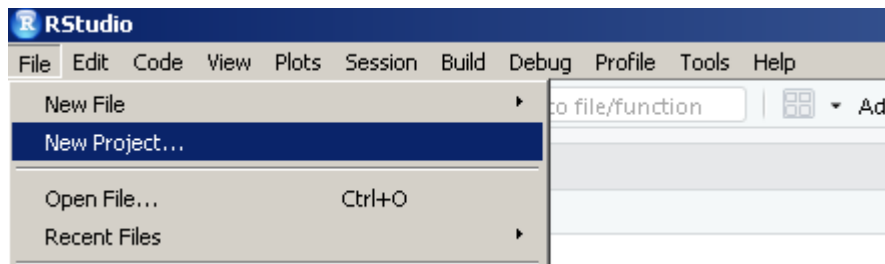 R RStudio
File Edit Code View Plots Session Build Debug Profile Tools Help
New File to file/function Ad
New Project...
Open File... Ctrl+O
Recent Files